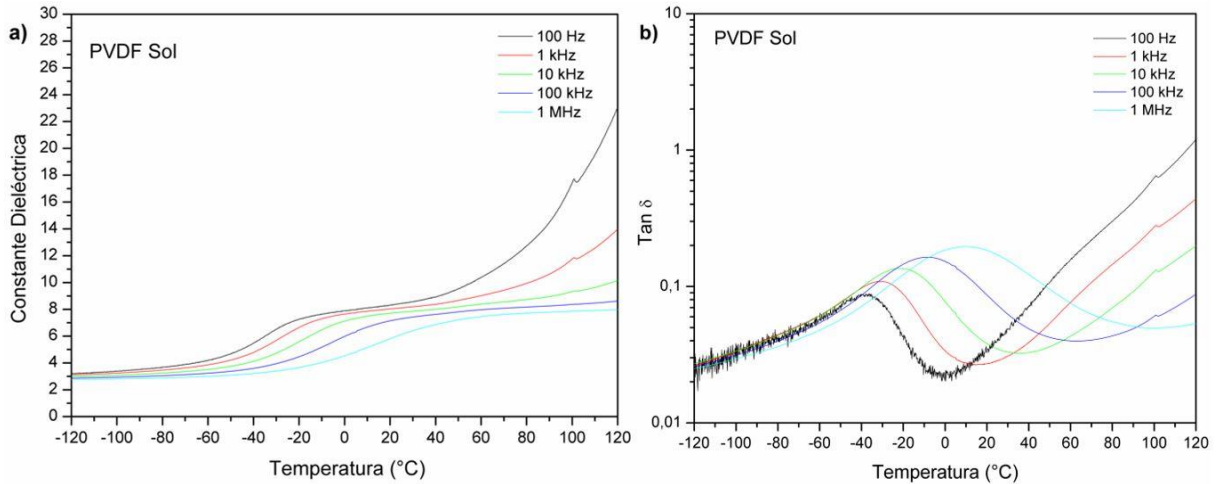 a)
PVDF Sol
100 Hz
1 kHz
10 kHz
100 kHz
1 MHz
Constante Dieléctrica
30
28
26
24
22
20
18
16
14
12
10
8
6
4
2
0
-120 -100 -80 -60 -40 -20 0 20 40 60 80 100 120
Temperatura (°C)
b)
PVDF Sol
100 Hz
1 kHz
10 kHz
100 kHz
1 MHz
Tan δ
10
1
0,1
0,01
-120 -100 -80 -60 -40 -20 0 20 40 60 80 100 120
Temperatura (°C)